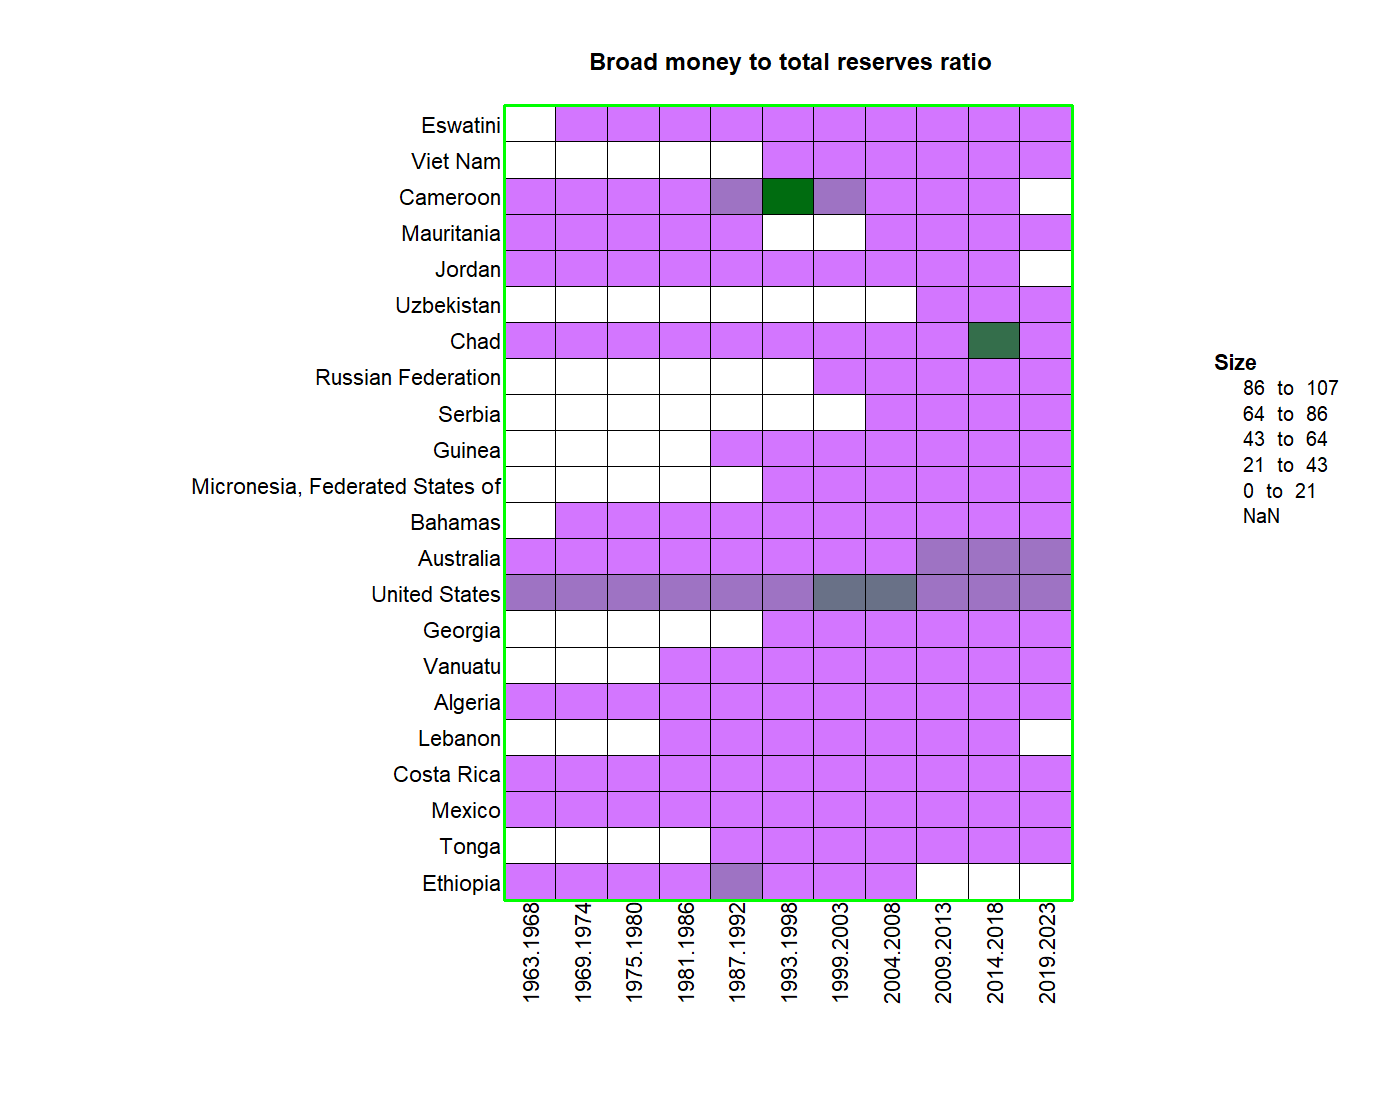 Broad money to total reserves ratio
Eswatini
Viet Nam
Cameroon
Mauritania
Jordan
Uzbekistan
Chad
Russian Federation
Serbia
Guinea
Micronesia, Federated States of
Bahamas
Australia
United States
Georgia
Vanuatu
Algeria
Lebanon
Costa Rica
Mexico
Tonga
Ethiopia
1963.1968
1969.1974
1975.1980
1981.1986
1987.1992
1993.1998
1999.2003
2004.2008
2009.2013
2014.2018
2019.2023
Size
86 to 107
64 to 86
43 to 64
21 to 43
0 to 21
NaN